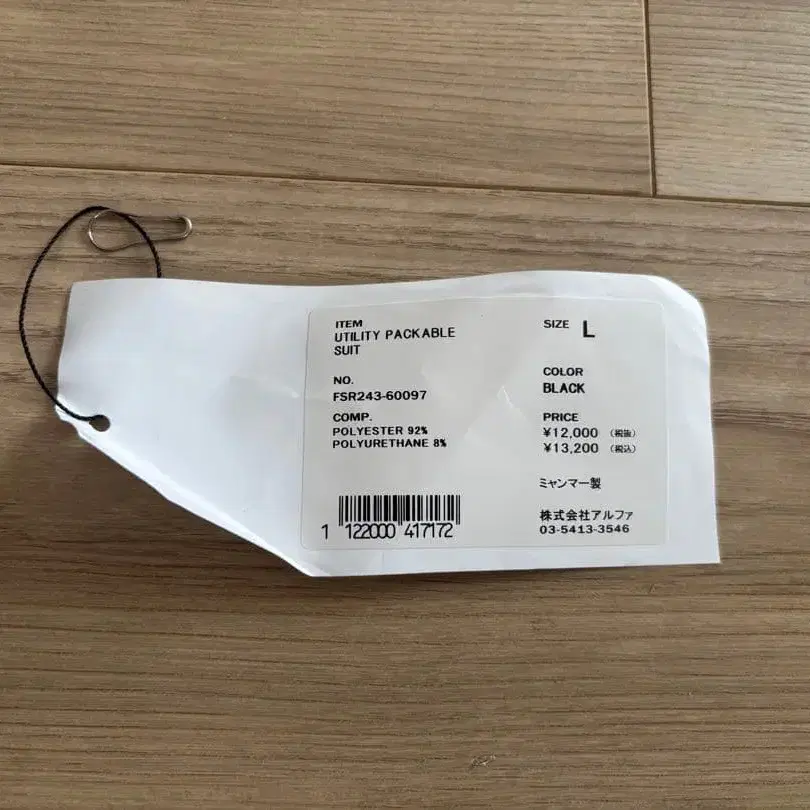 ITEM
UTILITY PACKABLE
SUIT
NO.
FSR243-60097
COMP.
POLYESTER 92%
POLYURETHANE 8%
1 122000 417172
SIZE L
COLOR
BLACK
PRICE
¥12,000 (税抜)
¥13,200 (税込)
ミャンマー製
株式会社アルファ
03-5413-3546